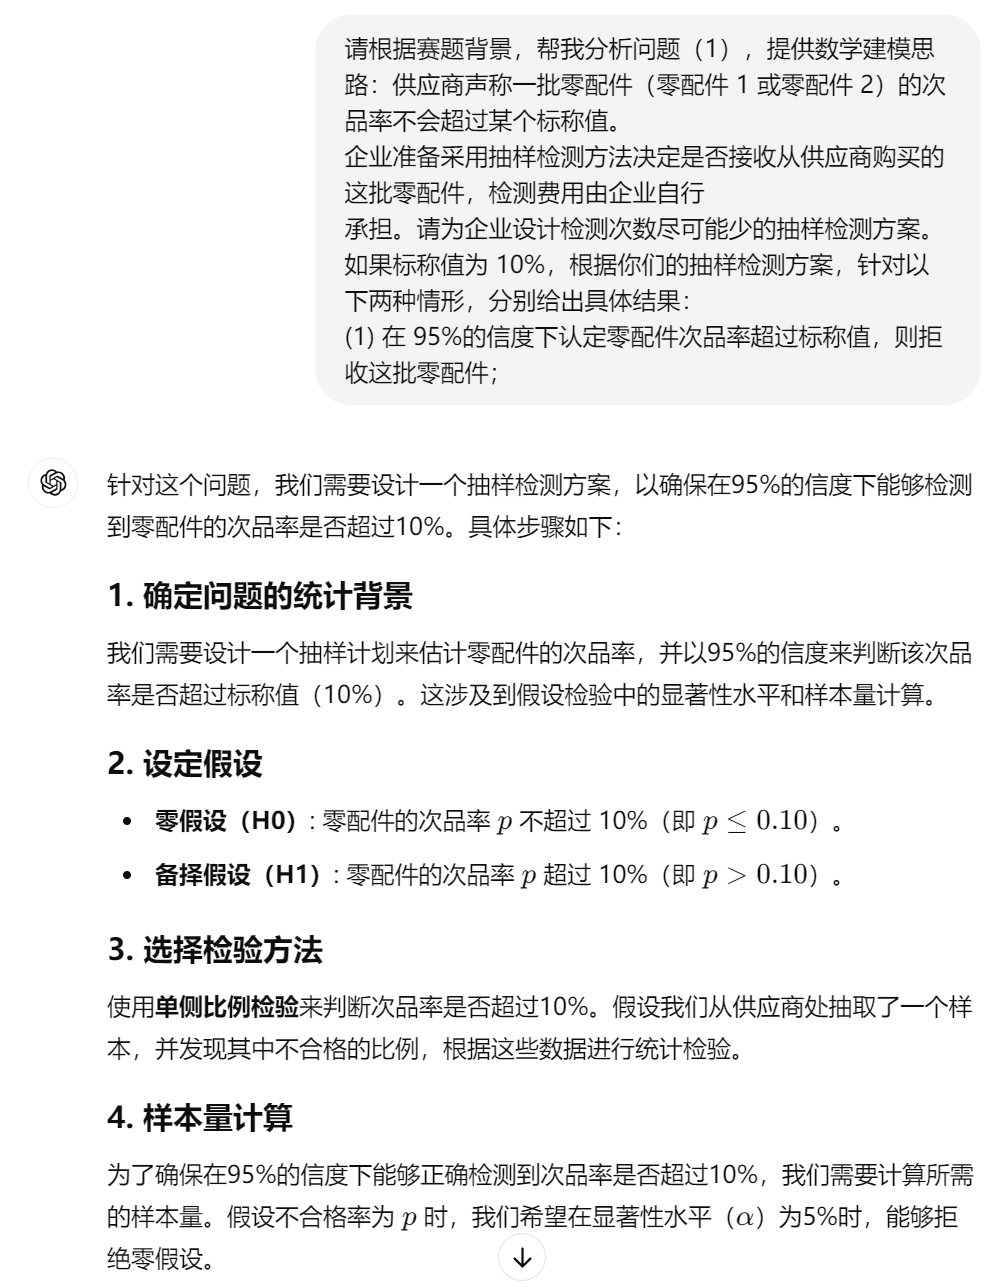 请根据赛题背景，帮我分析问题（1），提供数学建模思
路：供应商声称一批零配件（零配件 1 或零配件 2）的次
品率不会超过某个标称值。
企业准备采用抽样检测方法决定是否接收从供应商购买的
这批零配件，检测费用由企业自行
承担。请为企业设计检测次数尽可能少的抽样检测方案。
如果标称值为 10%，根据你们的抽样检测方案，针对以
下两种情形，分别给出具体结果：
(1) 在 95%的信度下认定零配件次品率超过标称值，则拒
收这批零配件；
针对这个问题，我们需要设计一个抽样检测方案，以确保在95%的信度下能够检测
到零配件的次品率是否超过10%。具体步骤如下：
1. 确定问题的统计背景
我们需要设计一个抽样计划来估计零配件的次品率，并以95%的信度来判断该次品
率是否超过标称值（10%）。这涉及到假设检验中的显著性水平和样本量计算。
2. 设定假设
• 零假设（H0）: 零配件的次品率 p 不超过 10%（即 p ≤ 0.10）。
• 备择假设（H1）: 零配件的次品率 p 超过 10%（即 p > 0.10）。
3. 选择检验方法
使用单侧比例检验来判断次品率是否超过10%。假设我们从供应商处抽取了一个样
本，并发现其中不合格的比例，根据这些数据进行统计检验。
4. 样本量计算
为了确保在95%的信度下能够正确检测到次品率是否超过10%，我们需要计算所需
的样本量。假设不合格率为 p 时，我们希望在显著性水平（α）为5%时，能够拒
绝零假设。